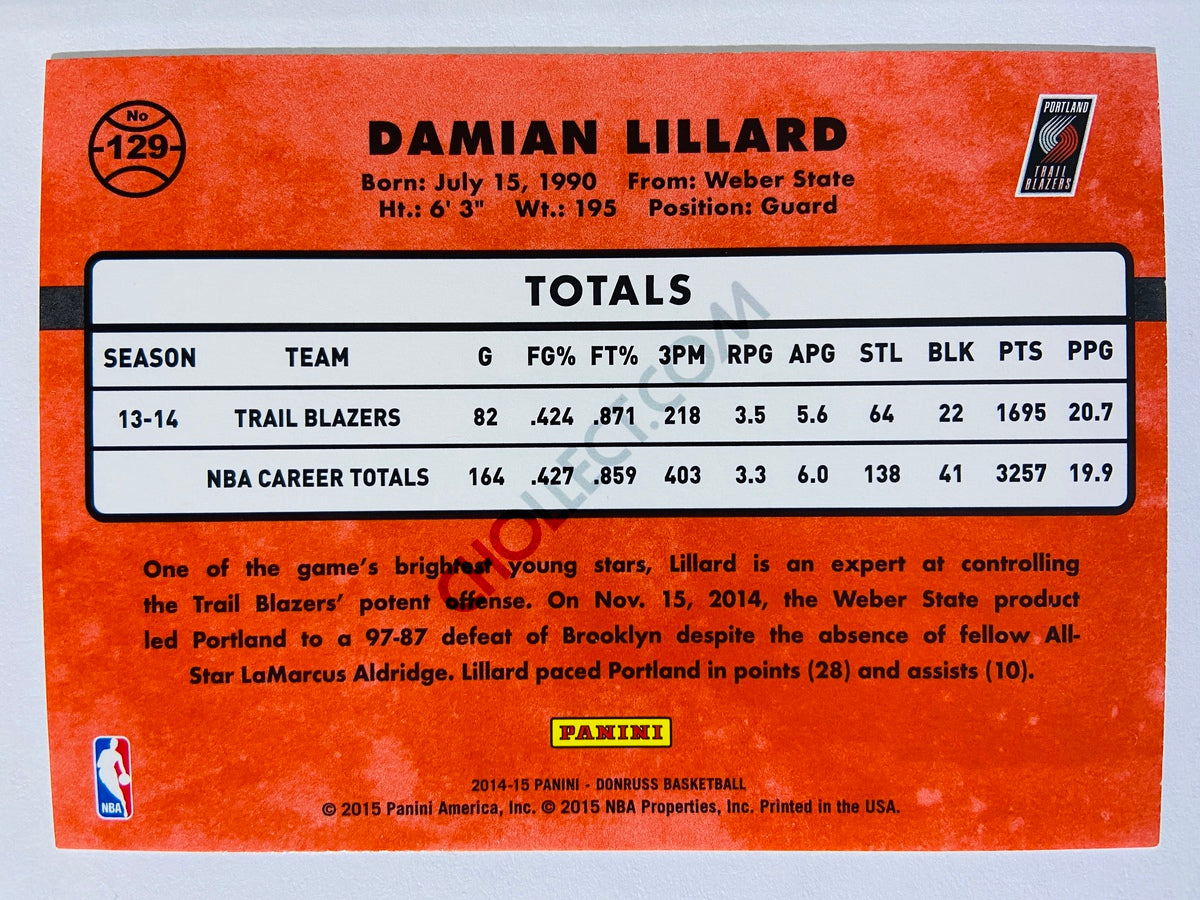 No
129
DAMIAN LILLARD
Born: July 15, 1990 From: Weber State
Ht.: 6' 3" Wt.: 195 Position: Guard
PORTLAND
TRAIL
BLAZERS
TOTALS
SEASON TEAM G FG% FT% 3PM RPG APG STL BLK PTS PPG
13-14 TRAIL BLAZERS 82 .424 .871 218 3.5 5.6 64 22 1695 20.7
NBA CAREER TOTALS 164 .427 .859 403 3.3 6.0 138 41 3257 19.9
One of the game's brightest young stars, Lillard is an expert at controlling
the Trail Blazers' potent offense. On Nov. 15, 2014, the Weber State product
led Portland to a 97-87 defeat of Brooklyn despite the absence of fellow All-
Star LaMarcus Aldridge. Lillard paced Portland in points (28) and assists (10).
PANINI
NBA
2014-15 PANINI - DONRUSS BASKETBALL
© 2015 Panini America, Inc. © 2015 NBA Properties, Inc. Printed in the USA.
CHOLLECT.COM